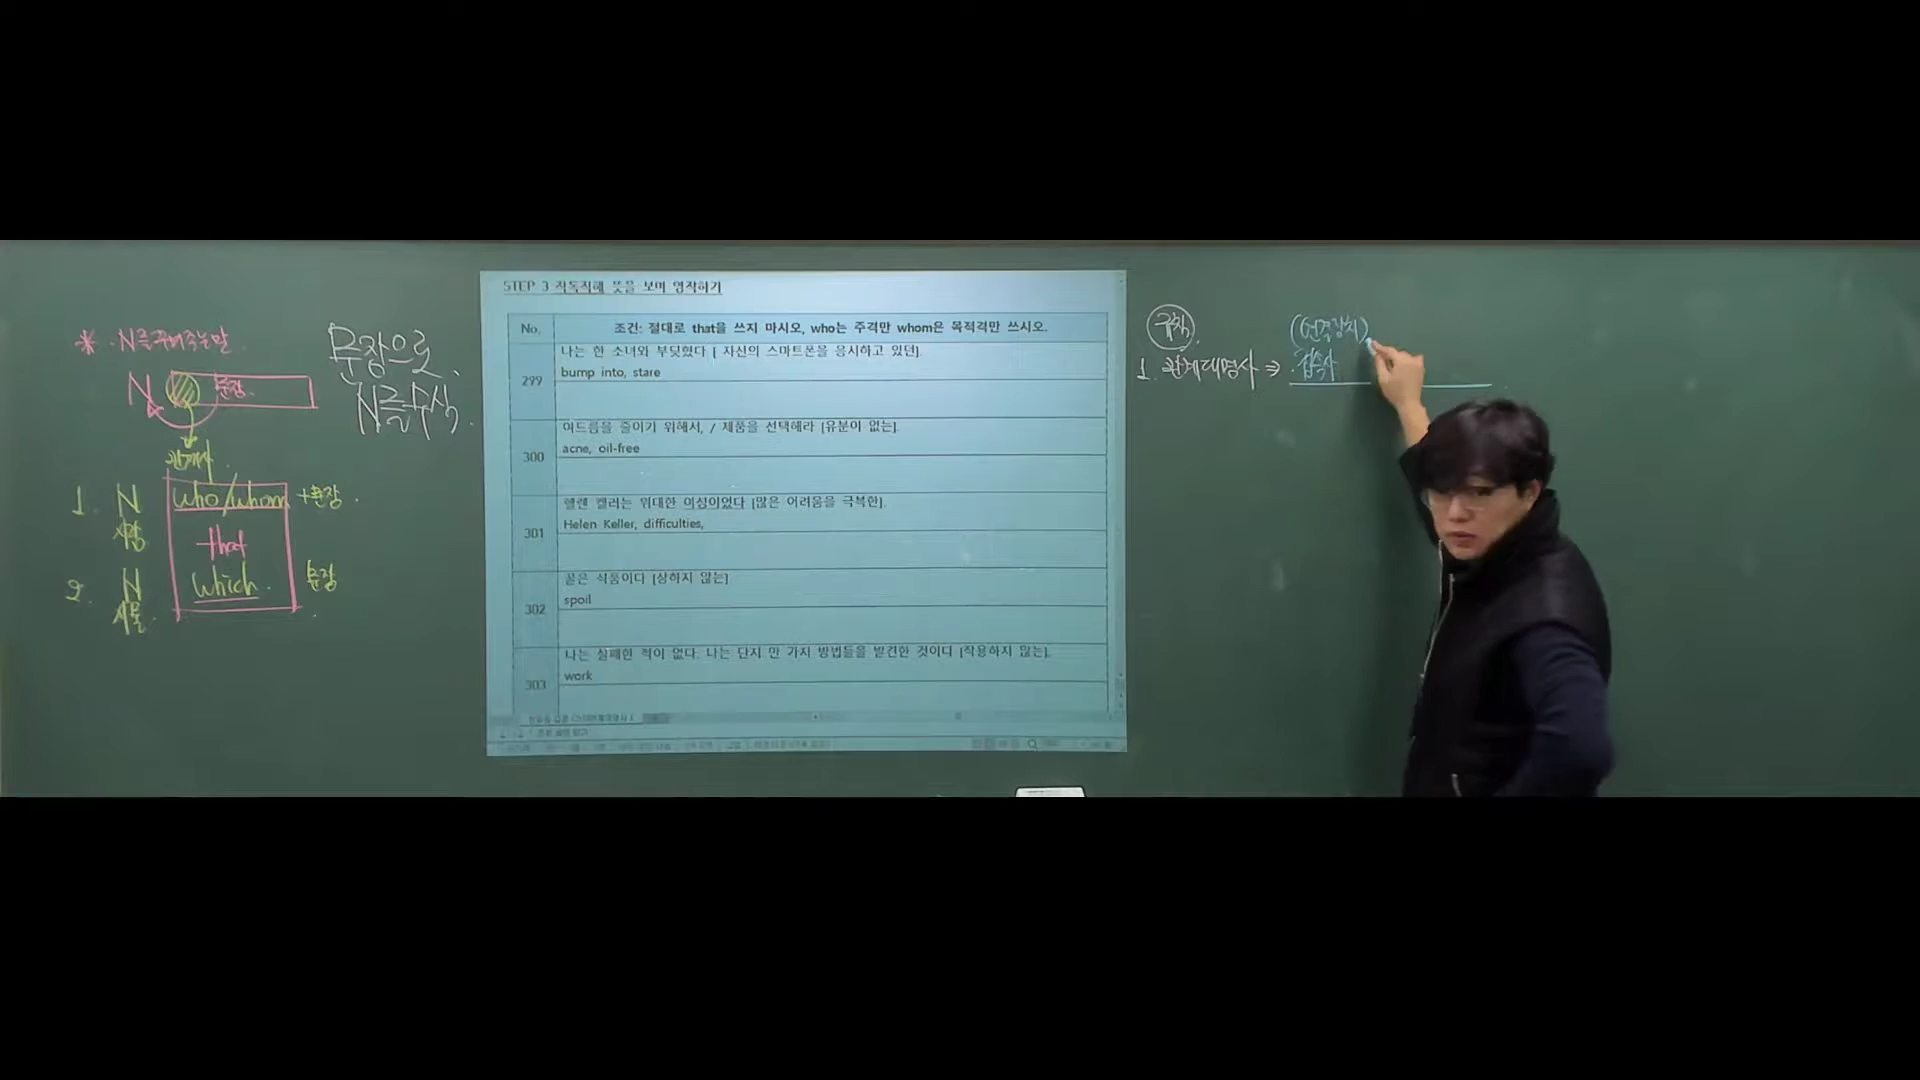 * N를 꾸며주는 말.
N 문장.
관계사.
문장으로
N를 수식.
1. N who/whom + 문장.
사람
that
2. N which. 문장
사물.
STEP 3 직독직해 뜻을 보며 영작하기
No. 조건: 절대로 that을 쓰지 마시오, who는 주격만 whom은 목적격만 쓰시오.
299 나는 한 소녀와 부딪혔다 [ 자신의 스마트폰을 응시하고 있던].
bump into, stare
300 여드름을 줄이기 위해서, / 제품을 선택해라 [유분이 없는].
acne, oil-free
301 헬렌 켈러는 위대한 여성이었다 [많은 어려움을 극복한].
Helen Keller, difficulties,
302 꿀은 식품이다 [상하지 않는]
spoil
303 나는 실패한 적이 없다. 나는 단지 만 가지 방법들을 발견한 것이다 [작용하지 않는].
work
규칙.
(연결장치)
1. 관계대명사 ⇒ 접속사